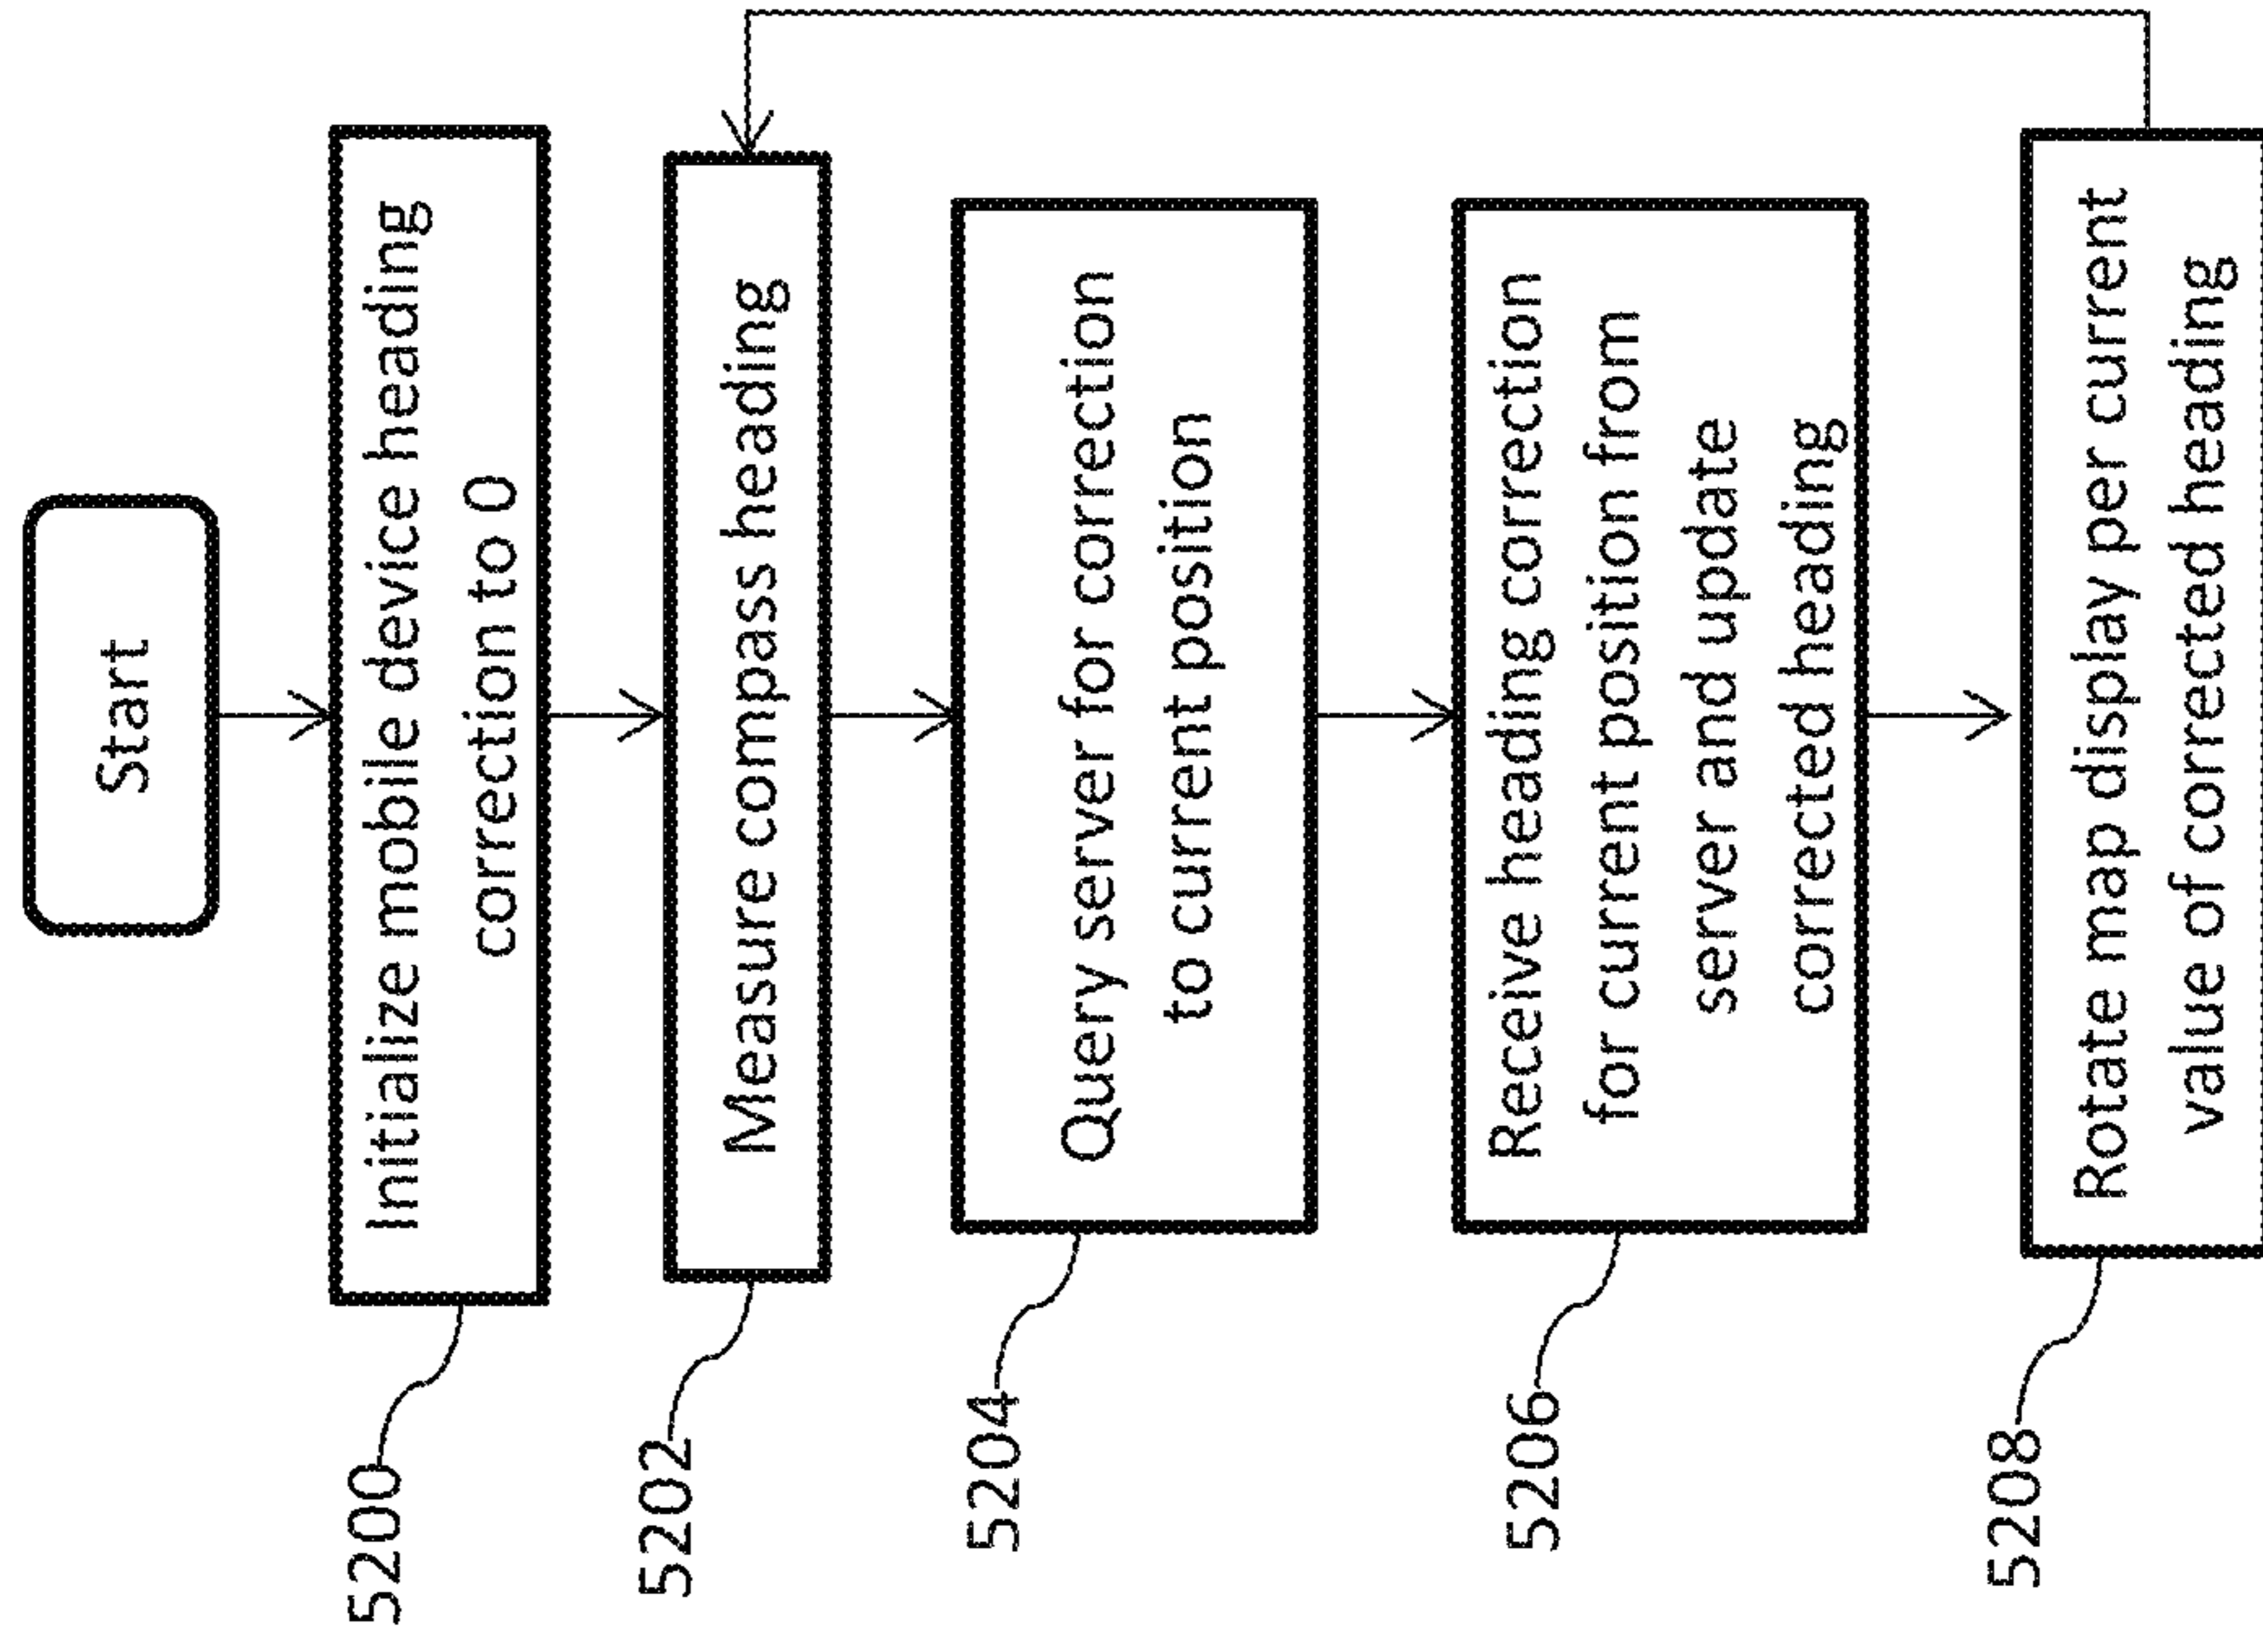 Start
5200
Initialize mobile device heading
correction to 0
5202
Measure compass heading
5204
Query server for correction
to current position
5206
Receive heading correction
for current position from
server and update
corrected heading
5208
Rotate map display per current
value of corrected heading